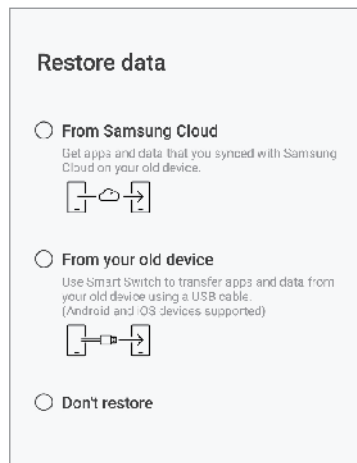 Restore data
From Samsung Cloud
Get apps and data that you synced with Samsung
Cloud on your old device.
From your old device
Use Smart Switch to transfer apps and data from
your old device using a USB cable.
(Android and iOS devices supported)
Don't restore